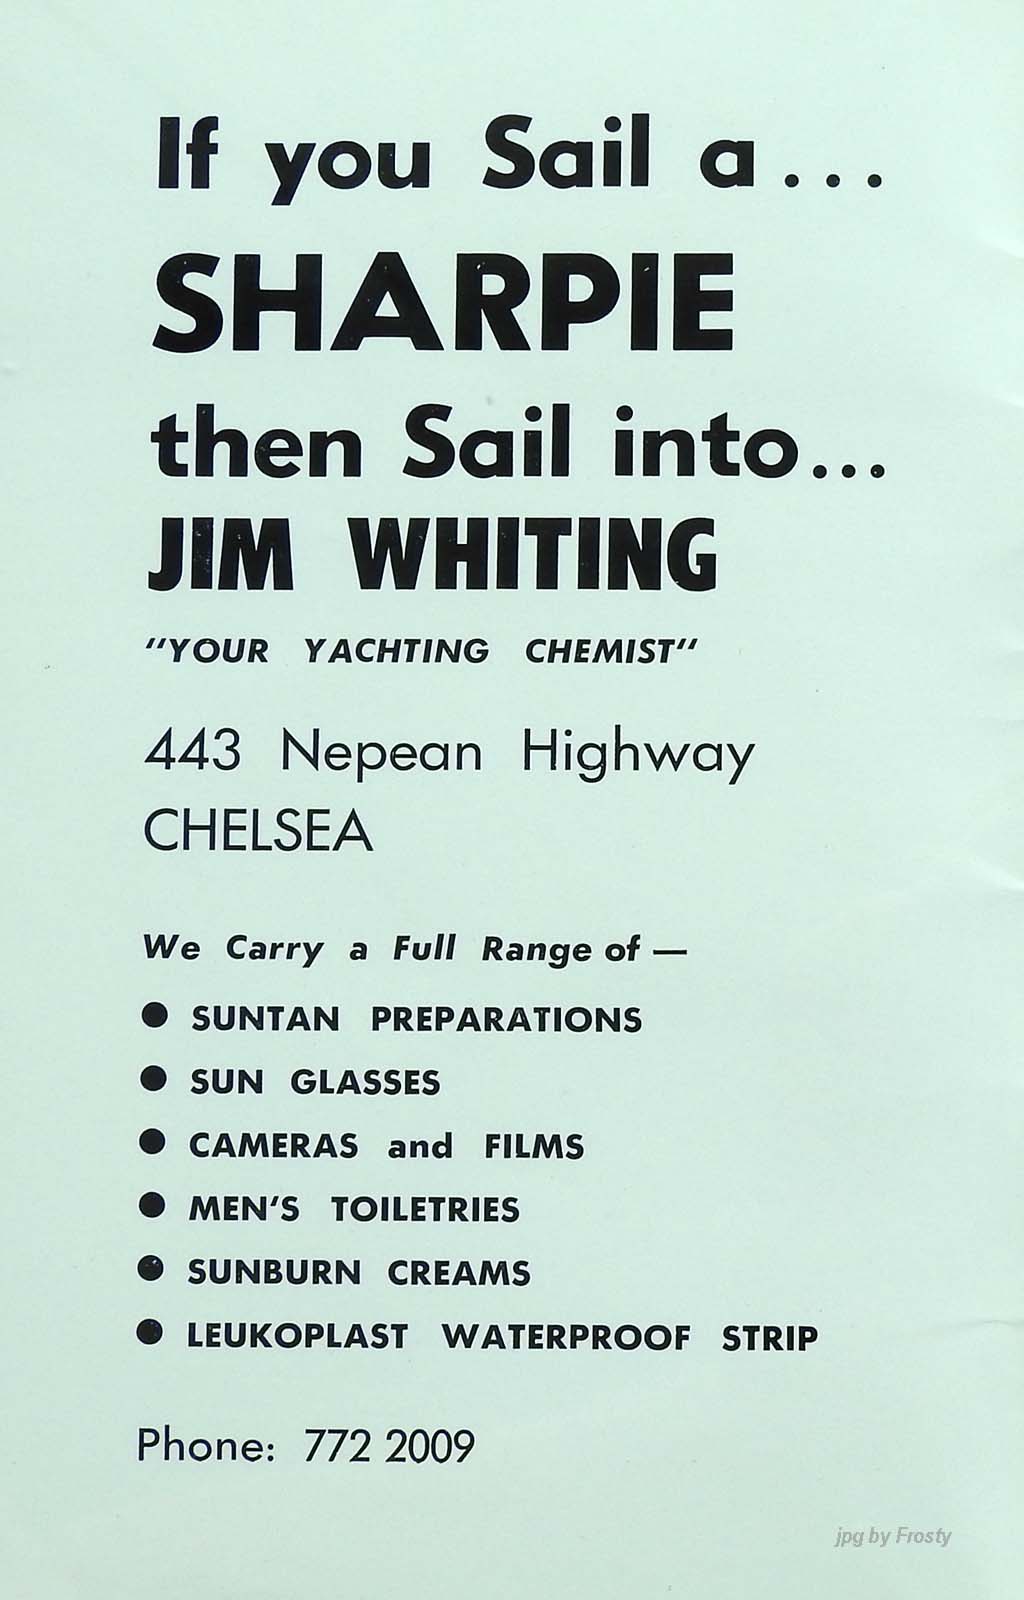 If you Sail a...
SHARPIE
then Sail into...
JIM WHITING
"YOUR YACHTING CHEMIST"
443 Nepean Highway
CHELSEA
We Carry a Full Range of —
● SUNTAN PREPARATIONS
● SUN GLASSES
● CAMERAS and FILMS
● MEN'S TOILETRIES
● SUNBURN CREAMS
● LEUKOPLAST WATERPROOF STRIP
Phone: 772 2009
jpg by Frosty